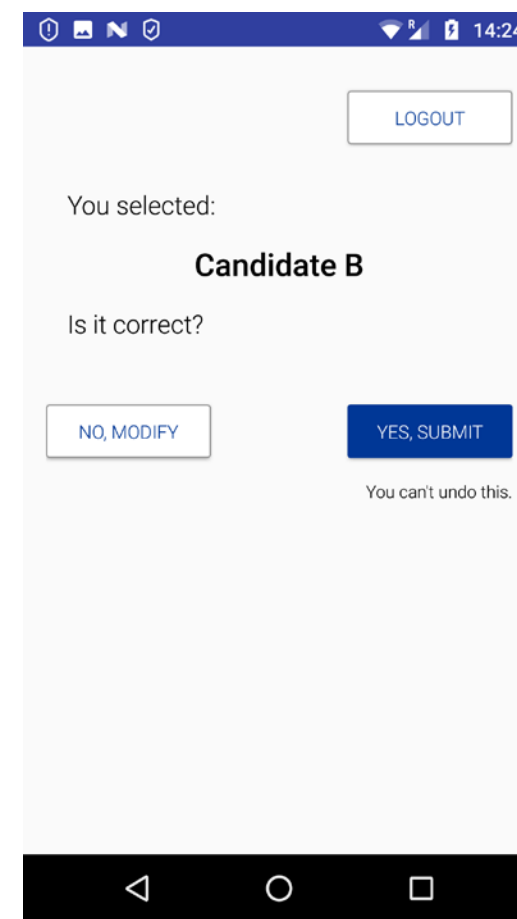 R 14:24
LOGOUT
You selected:
Candidate B
Is it correct?
NO, MODIFY
YES, SUBMIT
You can't undo this.